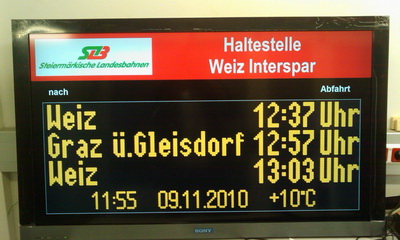 STLB
Steiermärkische Landesbahnen
Haltestelle
Weiz Interspar
nach Abfahrt
Weiz 12:37 Uhr
Graz ü.Gleisdorf 12:57 Uhr
Weiz 13:03 Uhr
11:55 09.11.2010 +10°C
SONY